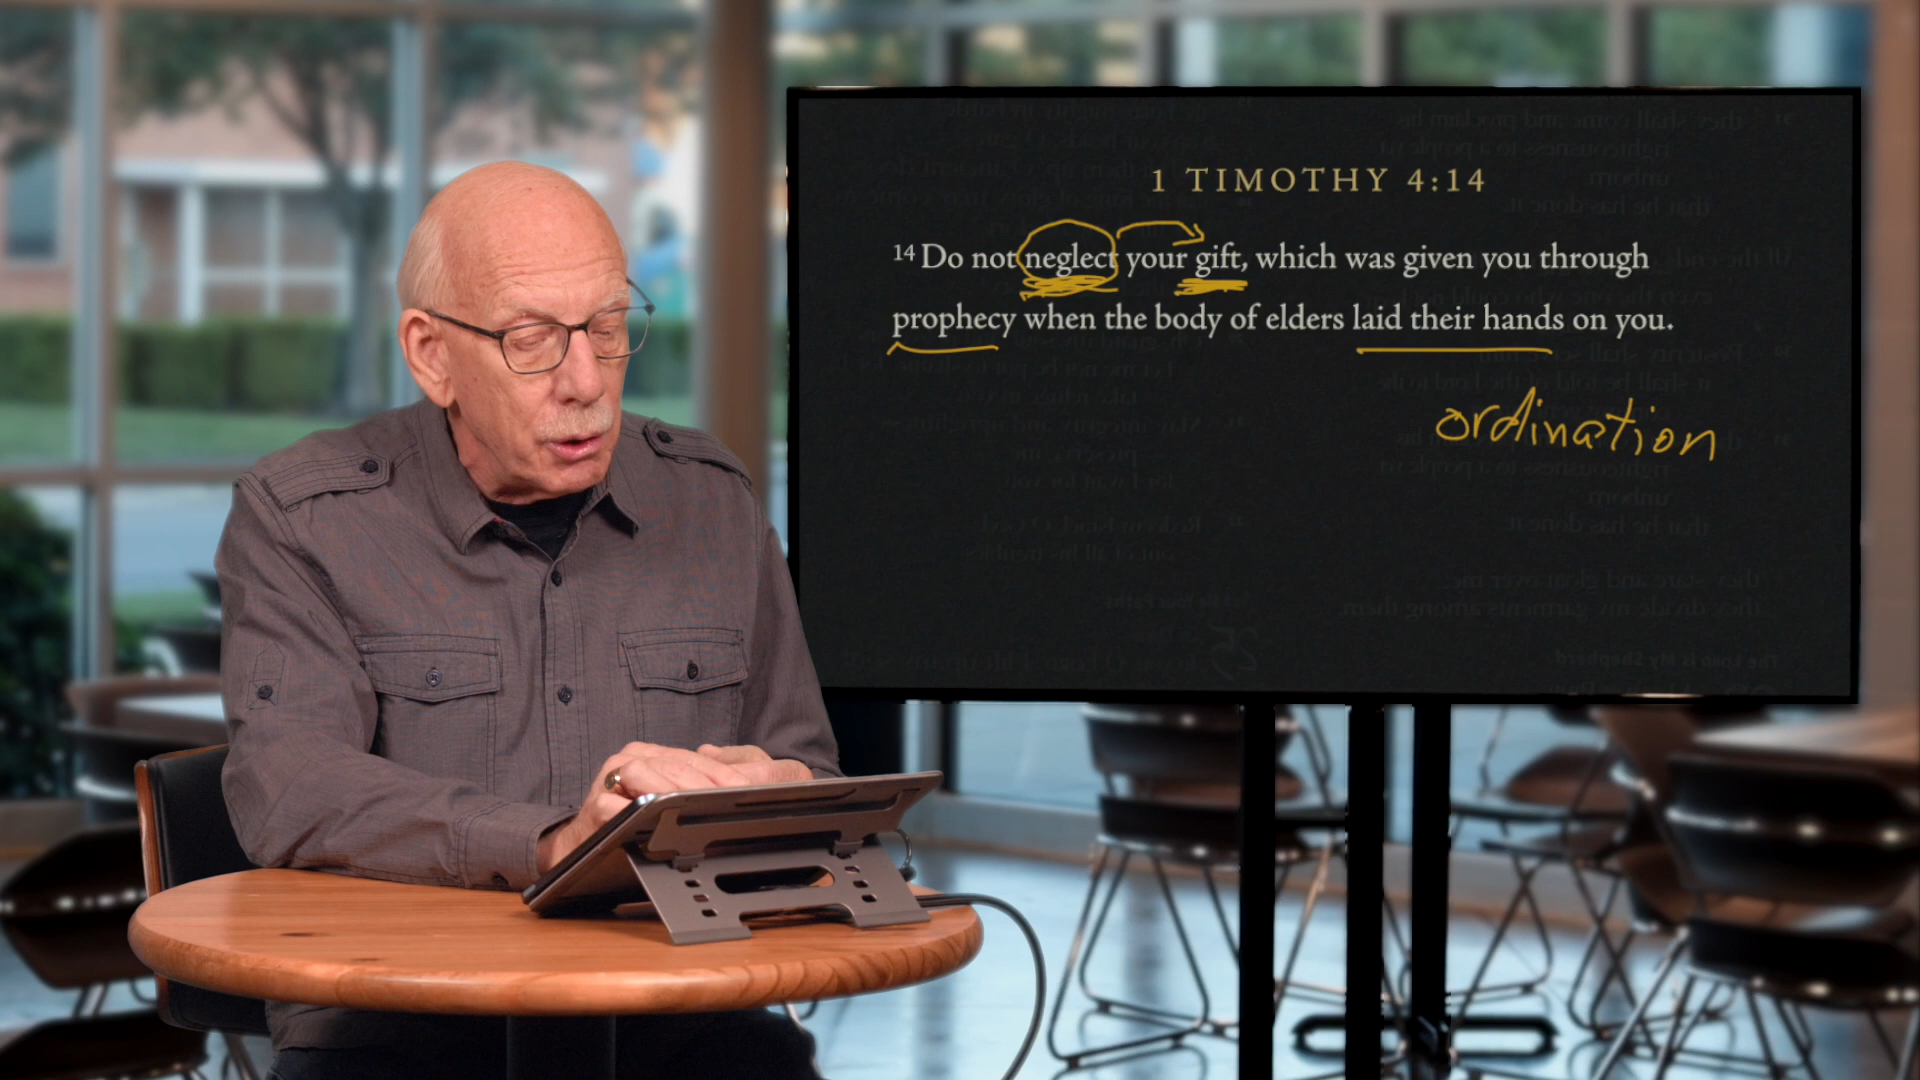 1 TIMOTHY 4:14
14 Do not neglect your gift, which was given you through
prophecy when the body of elders laid their hands on you.
ordination